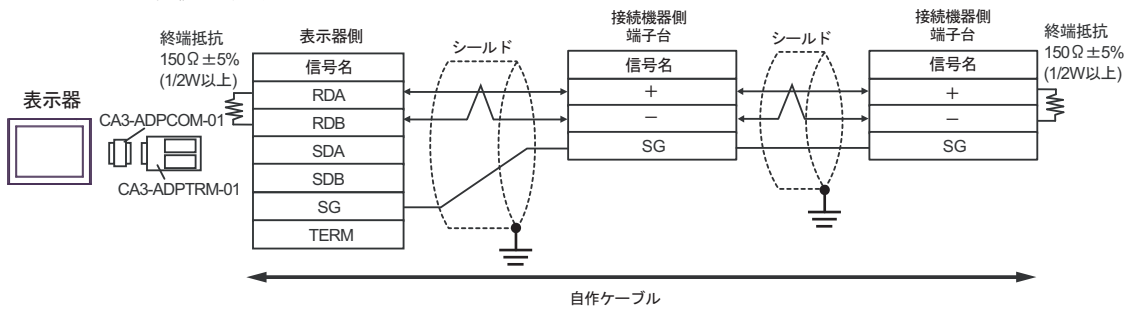 終端抵抗
150Ω±5%
(1/2W以上)
表示器
CA3-ADPCOM-01
CA3-ADPTRM-01
表示器側
信号名
RDA
RDB
SDA
SDB
SG
TERM
シールド
接続機器側
端子台
信号名
+
-
SG
シールド
接続機器側
端子台
信号名
+
-
SG
終端抵抗
150Ω±5%
(1/2W以上)
自作ケーブル